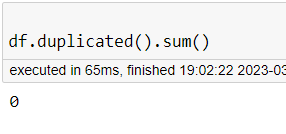 df.duplicated().sum()
executed in 65ms, finished 19:02:22 2023-03
0